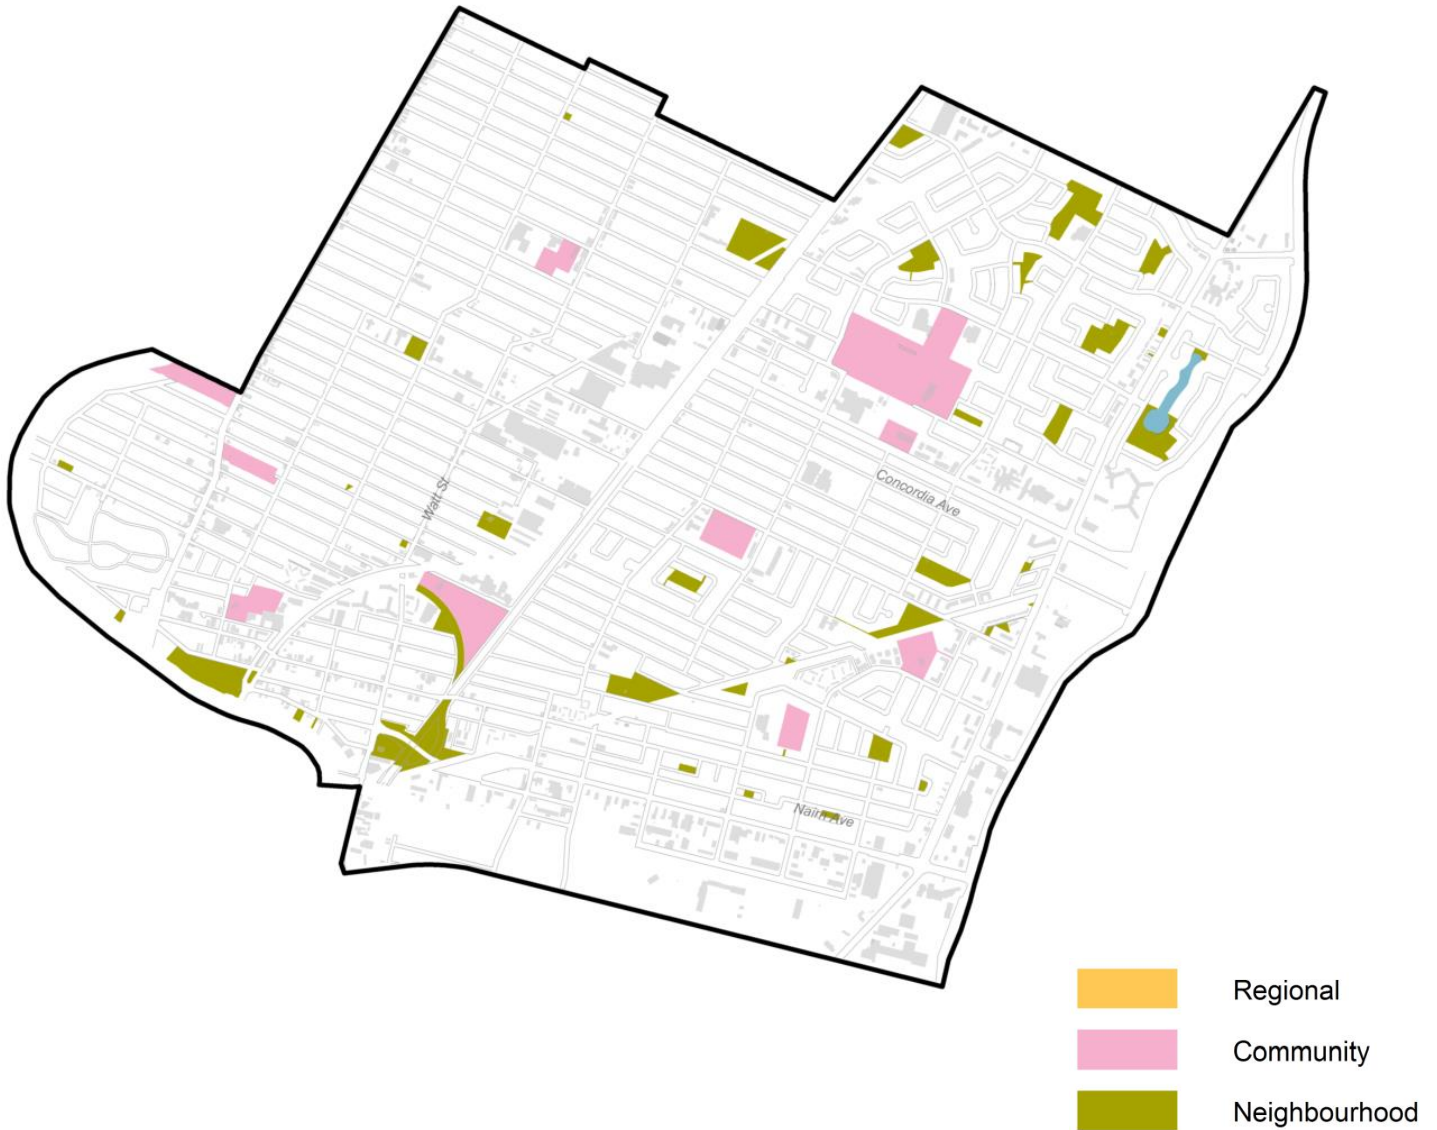 Watt St
Concordia Ave
Nairn Ave
Regional
Community
Neighbourhood